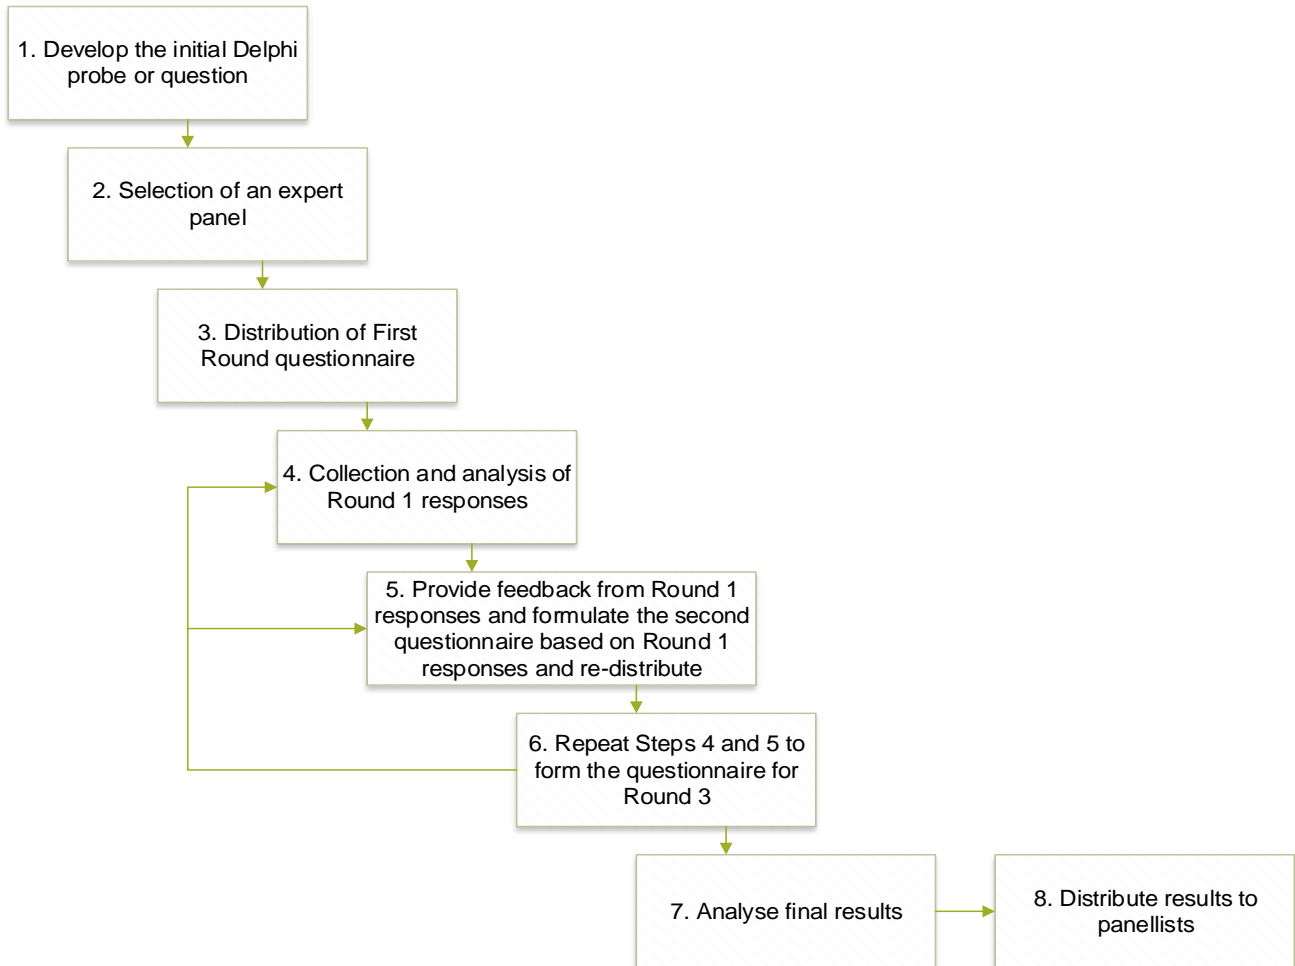 1. Develop the initial Delphi
probe or question
2. Selection of an expert
panel
3. Distribution of First
Round questionnaire
4. Collection and analysis of
Round 1 responses
5. Provide feedback from Round 1
responses and formulate the second
questionnaire based on Round 1
responses and re-distribute
6. Repeat Steps 4 and 5 to
form the questionnaire for
Round 3
7. Analyse final results
8. Distribute results to
panellists